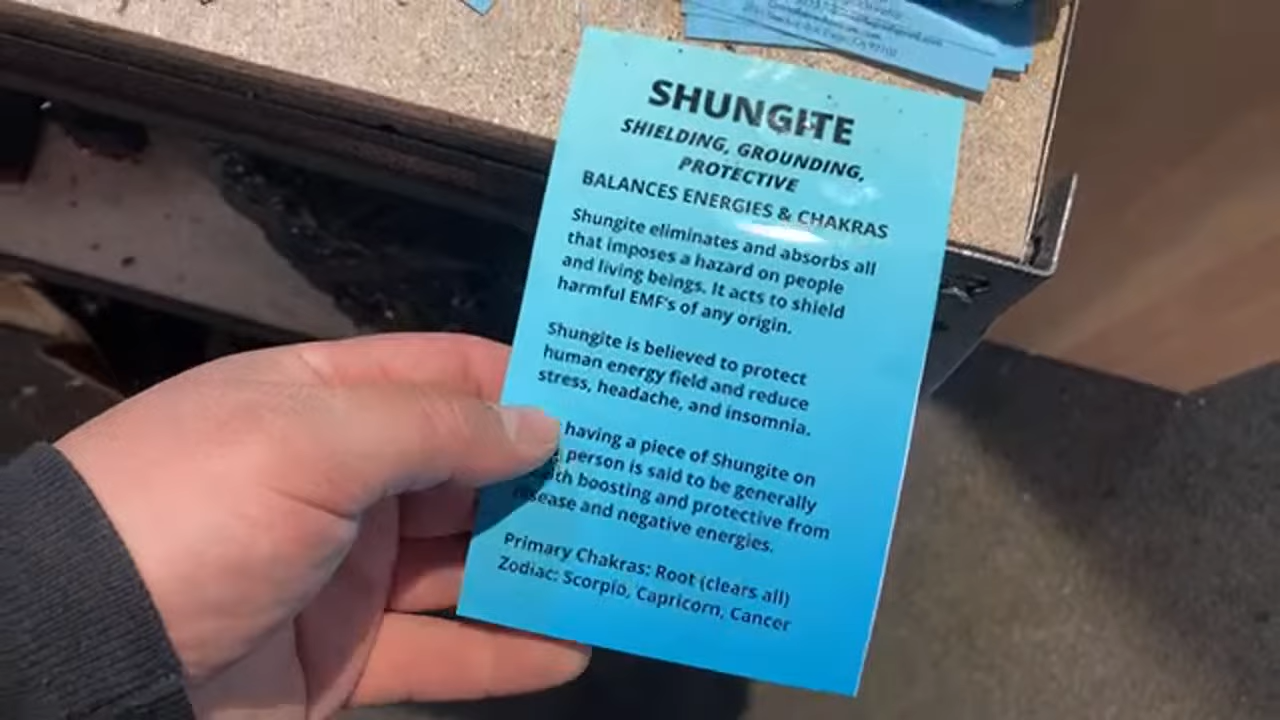 SHUNGITE
SHIELDING, GROUNDING,
PROTECTIVE
BALANCES ENERGIES & CHAKRAS
Shungite eliminates and absorbs all
that imposes a hazard on people
and living beings. It acts to shield
harmful EMF's of any origin.
Shungite is believed to protect
human energy field and reduce
stress, headache, and insomnia.
having a piece of Shungite on
person is said to be generally
boosting and protective from
and negative energies.
Primary Chakras: Root (clears all)
Zodiac: Scorpio, Capricorn, Cancer